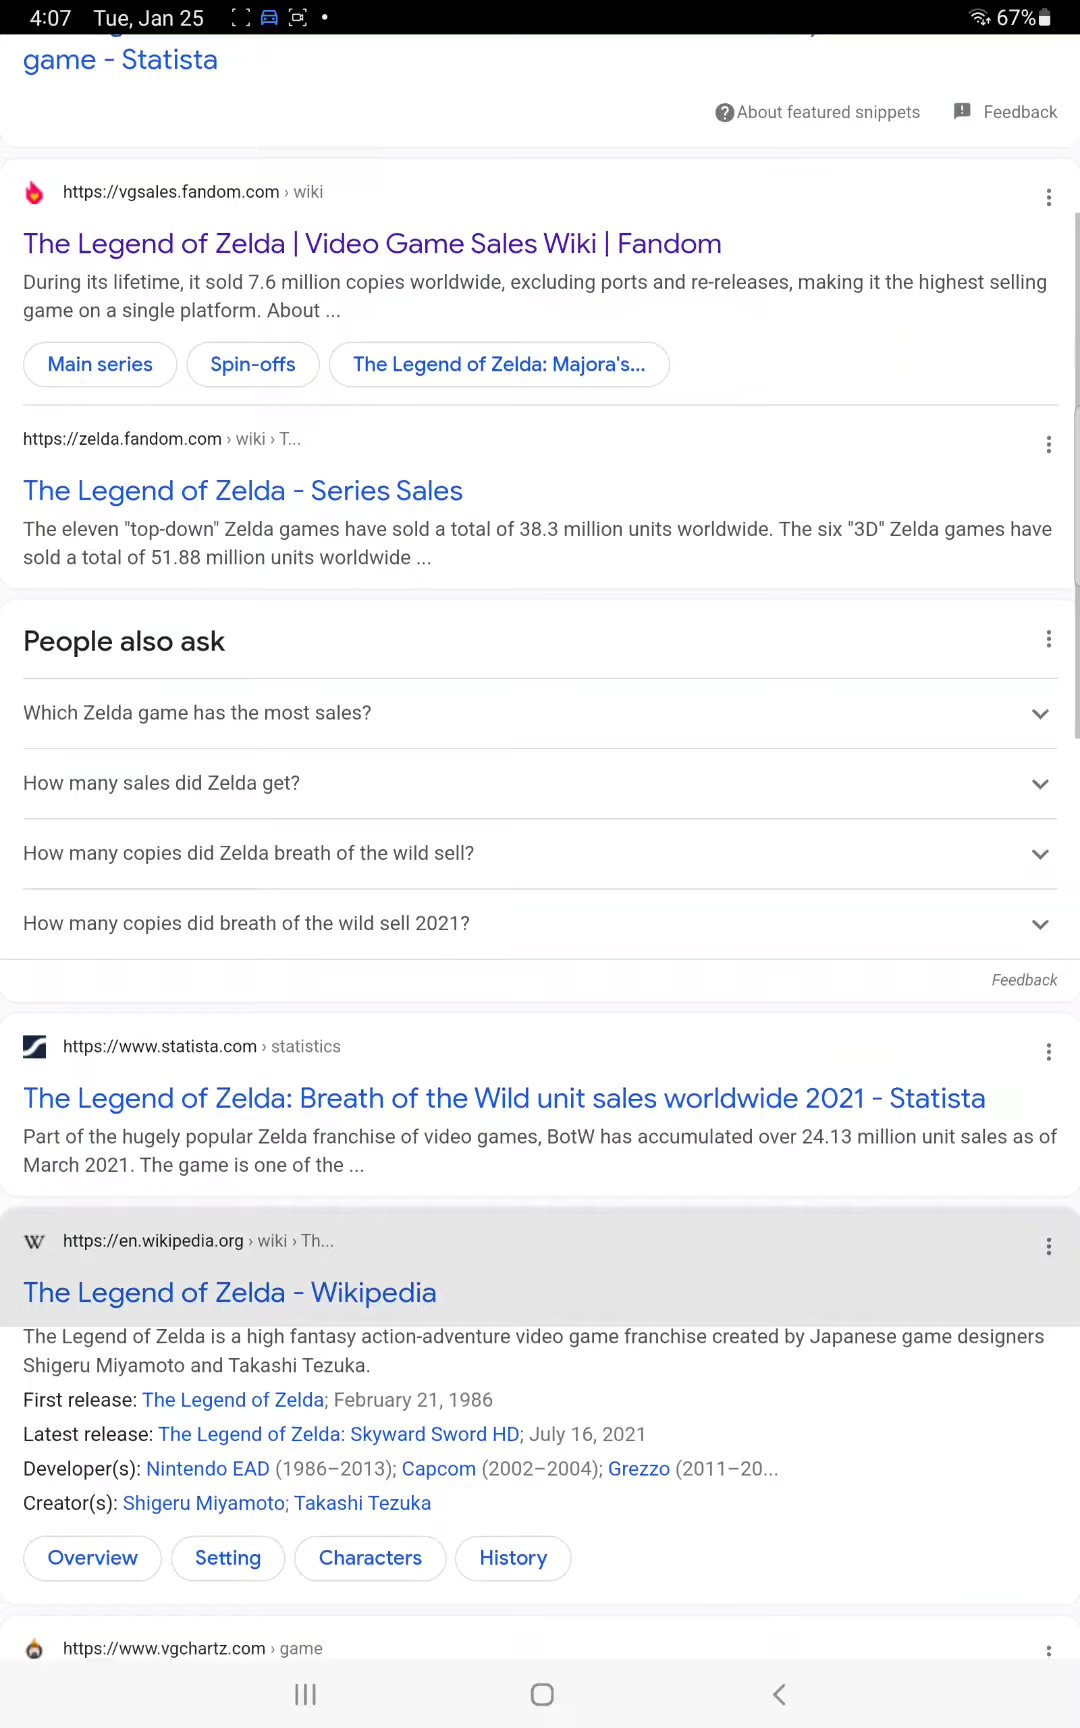 4:07 Tue, Jan 25 67%
game - Statista
About featured snippets Feedback
https://vgsales.fandom.com › wiki
The Legend of Zelda | Video Game Sales Wiki | Fandom
During its lifetime, it sold 7.6 million copies worldwide, excluding ports and re-releases, making it the highest selling
game on a single platform. About ...
Main series Spin-offs The Legend of Zelda: Majora's...
https://zelda.fandom.com › wiki › T...
The Legend of Zelda - Series Sales
The eleven "top-down" Zelda games have sold a total of 38.3 million units worldwide. The six "3D" Zelda games have
sold a total of 51.88 million units worldwide ...
People also ask
Which Zelda game has the most sales?
How many sales did Zelda get?
How many copies did Zelda breath of the wild sell?
How many copies did breath of the wild sell 2021?
Feedback
https://www.statista.com › statistics
The Legend of Zelda: Breath of the Wild unit sales worldwide 2021 - Statista
Part of the hugely popular Zelda franchise of video games, BotW has accumulated over 24.13 million unit sales as of
March 2021. The game is one of the ...
W https://en.wikipedia.org › wiki › Th...
The Legend of Zelda - Wikipedia
The Legend of Zelda is a high fantasy action-adventure video game franchise created by Japanese game designers
Shigeru Miyamoto and Takashi Tezuka.
First release: The Legend of Zelda; February 21, 1986
Latest release: The Legend of Zelda: Skyward Sword HD; July 16, 2021
Developer(s): Nintendo EAD (1986–2013); Capcom (2002–2004); Grezzo (2011–20...
Creator(s): Shigeru Miyamoto; Takashi Tezuka
Overview Setting Characters History
https://www.vgchartz.com › game